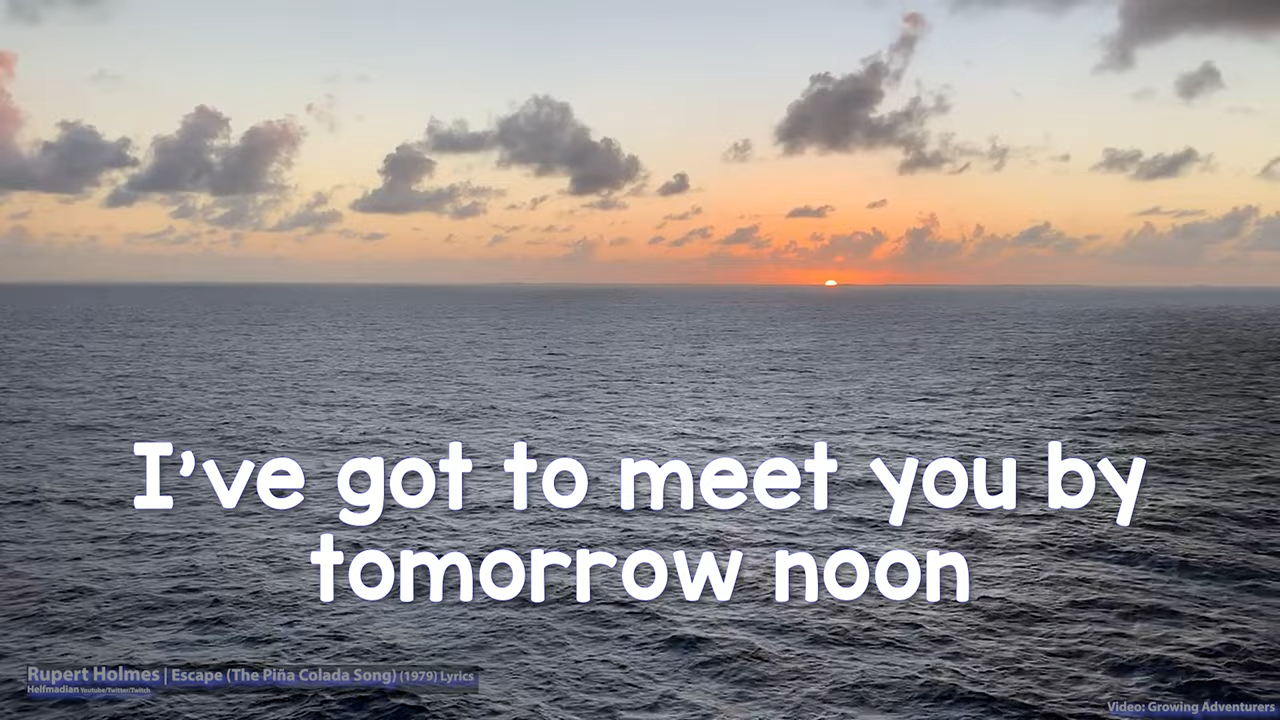 I've got to meet you by
tomorrow noon
Rupert Holmes | Escape (The Piña Colada Song) (1979) Lyrics
Helfmadian Youtube/Twitter/Twitch
Video: Growing Adventurers